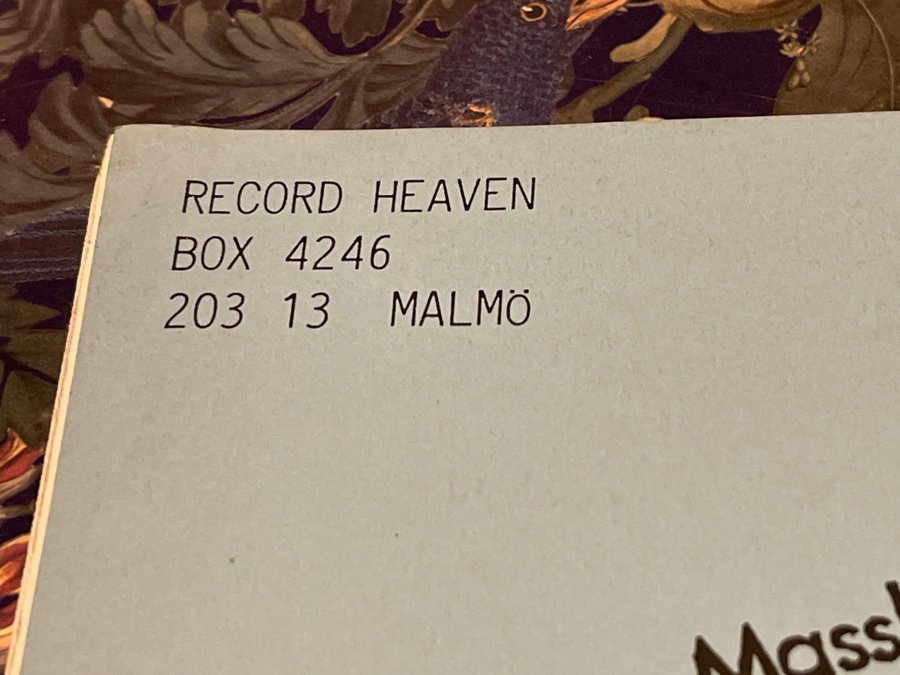 RECORD HEAVEN
BOX 4246
203 13 MALMÖ